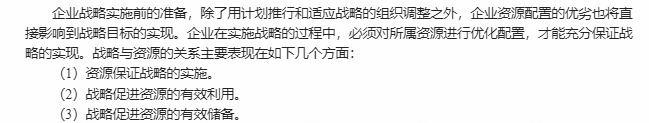 企业战略实施前的准备，除了用计划推行和适应战略的组织调整之外，企业资源配置的优劣也将直
接影响到战略目标的实现。企业在实施战略的过程中，必须对所属资源进行优化配置，才能充分保证战
略的实现。战略与资源的关系主要表现在如下几个方面：
（1）资源保证战略的实施。
（2）战略促进资源的有效利用。
（3）战略促进资源的有效储备。